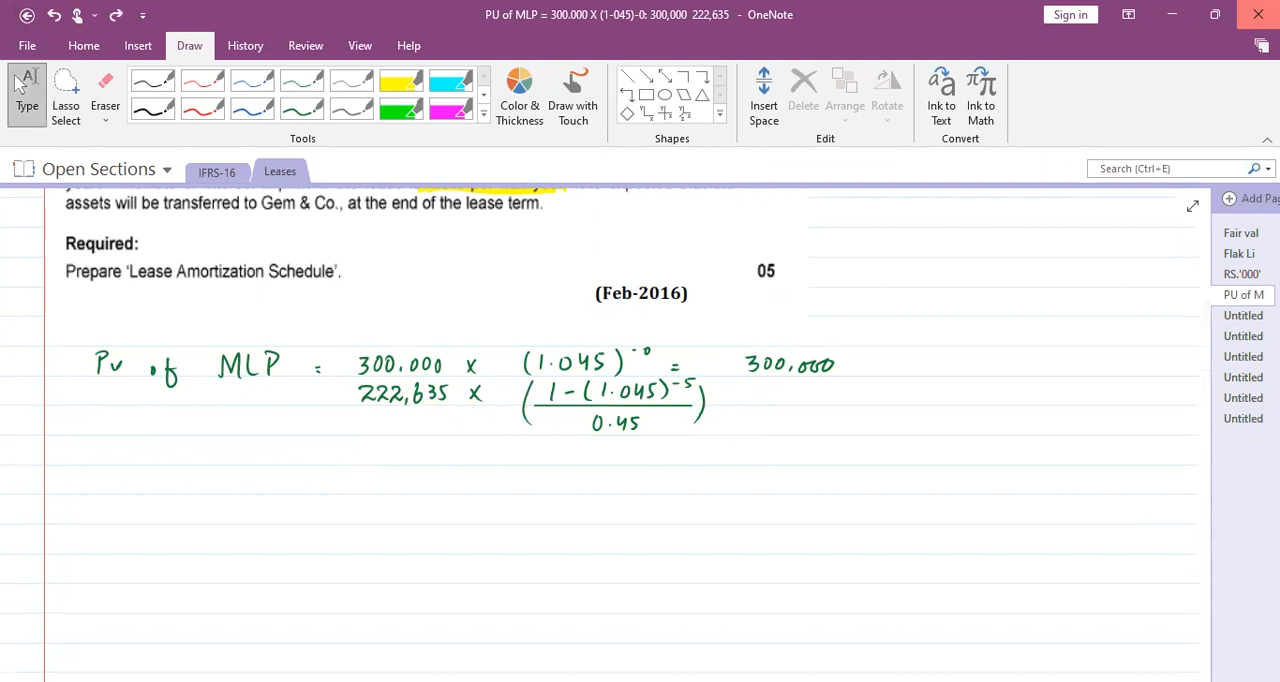 PU of MLP = 300.000 X (1-045)-0: 300,000 222,635 - OneNote
Sign in
File Home Insert Draw History Review View Help
Type
Lasso Select
Eraser
Color & Thickness
Draw with Touch
Insert Space
Delete
Arrange
Rotate
Ink to Text
Ink to Math
Tools
Shapes
Edit
Convert
Open Sections
IFRS-16
Leases
Search (Ctrl+E)
Add Pag
assets will be transferred to Gem & Co., at the end of the lease term.
Required:
Prepare 'Lease Amortization Schedule'. 05
(Feb-2016)
PV of MLP = 300.000 x (1.045)^-0 = 300,000
222,635 x (1 - (1.045)^-5
0.45)
Fair val
Flak Li
RS.'000'
PU of M
Untitled
Untitled
Untitled
Untitled
Untitled
Untitled